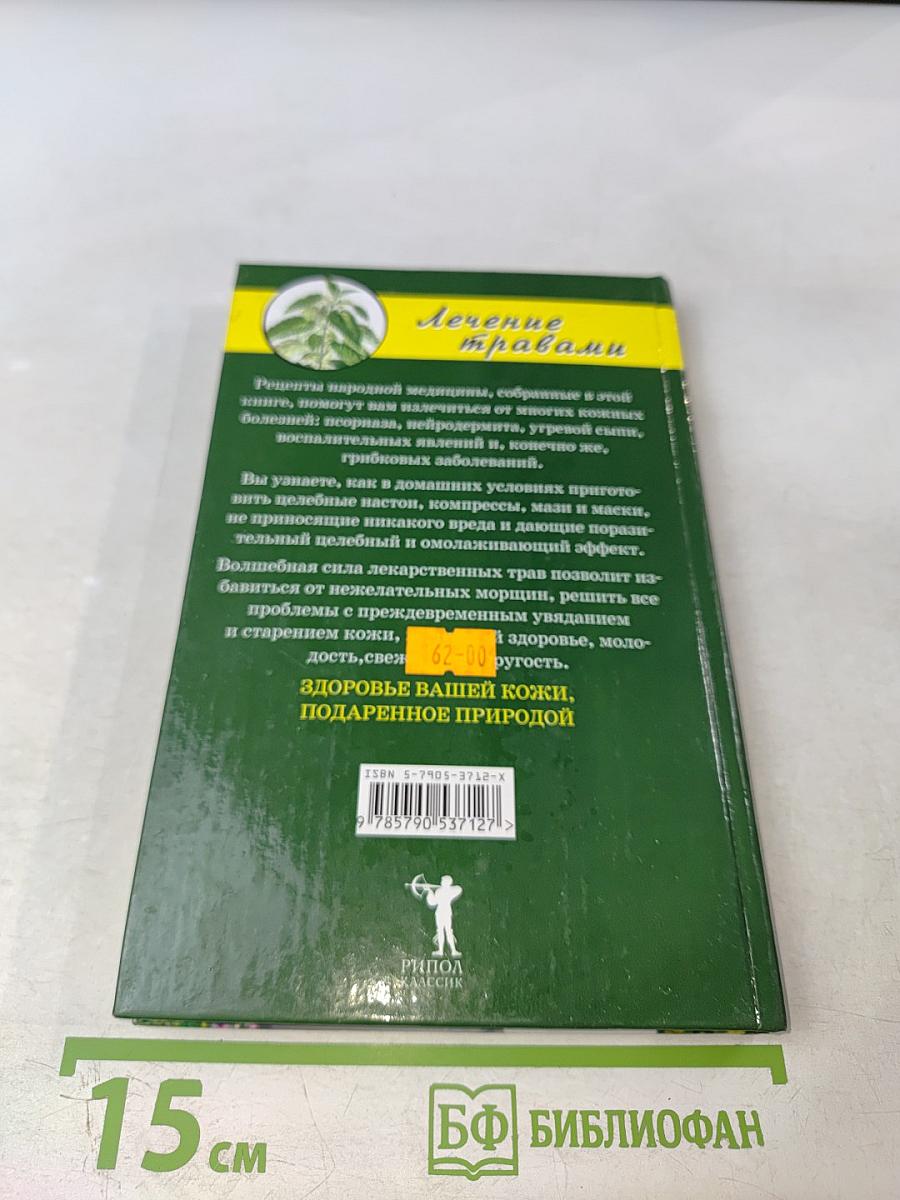 Лечение
травами
Рецепты народной медицины, собранные в этой
книге, помогут вам излечиться от многих кожных
болезней: псориаза, нейродермита, угревой сыпи,
воспалительных явлений и, конечно же,
грибковых заболеваний.
Вы узнаете, как в домашних условиях пригото-
вить целебные настои, компрессы, мази и маски,
не приносящие никакого вреда и дающие порази-
тельный целебный и омолаживающий эффект.
Волшебная сила лекарственных трав позволит из-
бавиться от нежелательных морщин, решить все
проблемы с преждевременным увяданием
и старением кожи, здоровье, моло-
дость,
62-00
ЗДОРОВЬЕ ВАШЕЙ КОЖИ,
ПОДАРЕННОЕ ПРИРОДОЙ
ISBN 5-7905-3712-X
9 785790 537127 >
РИПОЛ
КЛАССИК
15 см
БФ БИБЛИОФАН